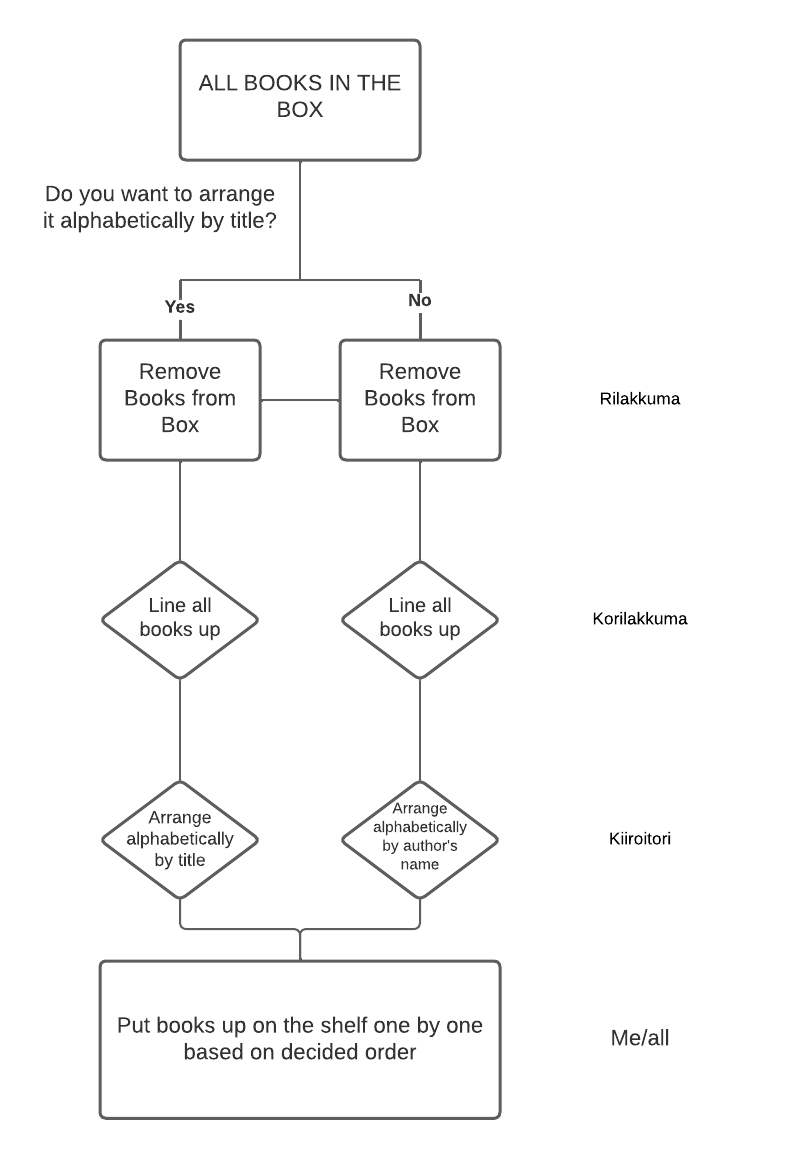 ALL BOOKS IN THE
BOX
Do you want to arrange
it alphabetically by title?
Yes
No
Remove
Books from
Box
Remove
Books from
Box
Rilakkuma
Line all
books up
Line all
books up
Korilakkuma
Arrange
alphabetically
by title
Arrange
alphabetically
by author's
name
Kiiroitori
Put books up on the shelf one by one
based on decided order
Me/all